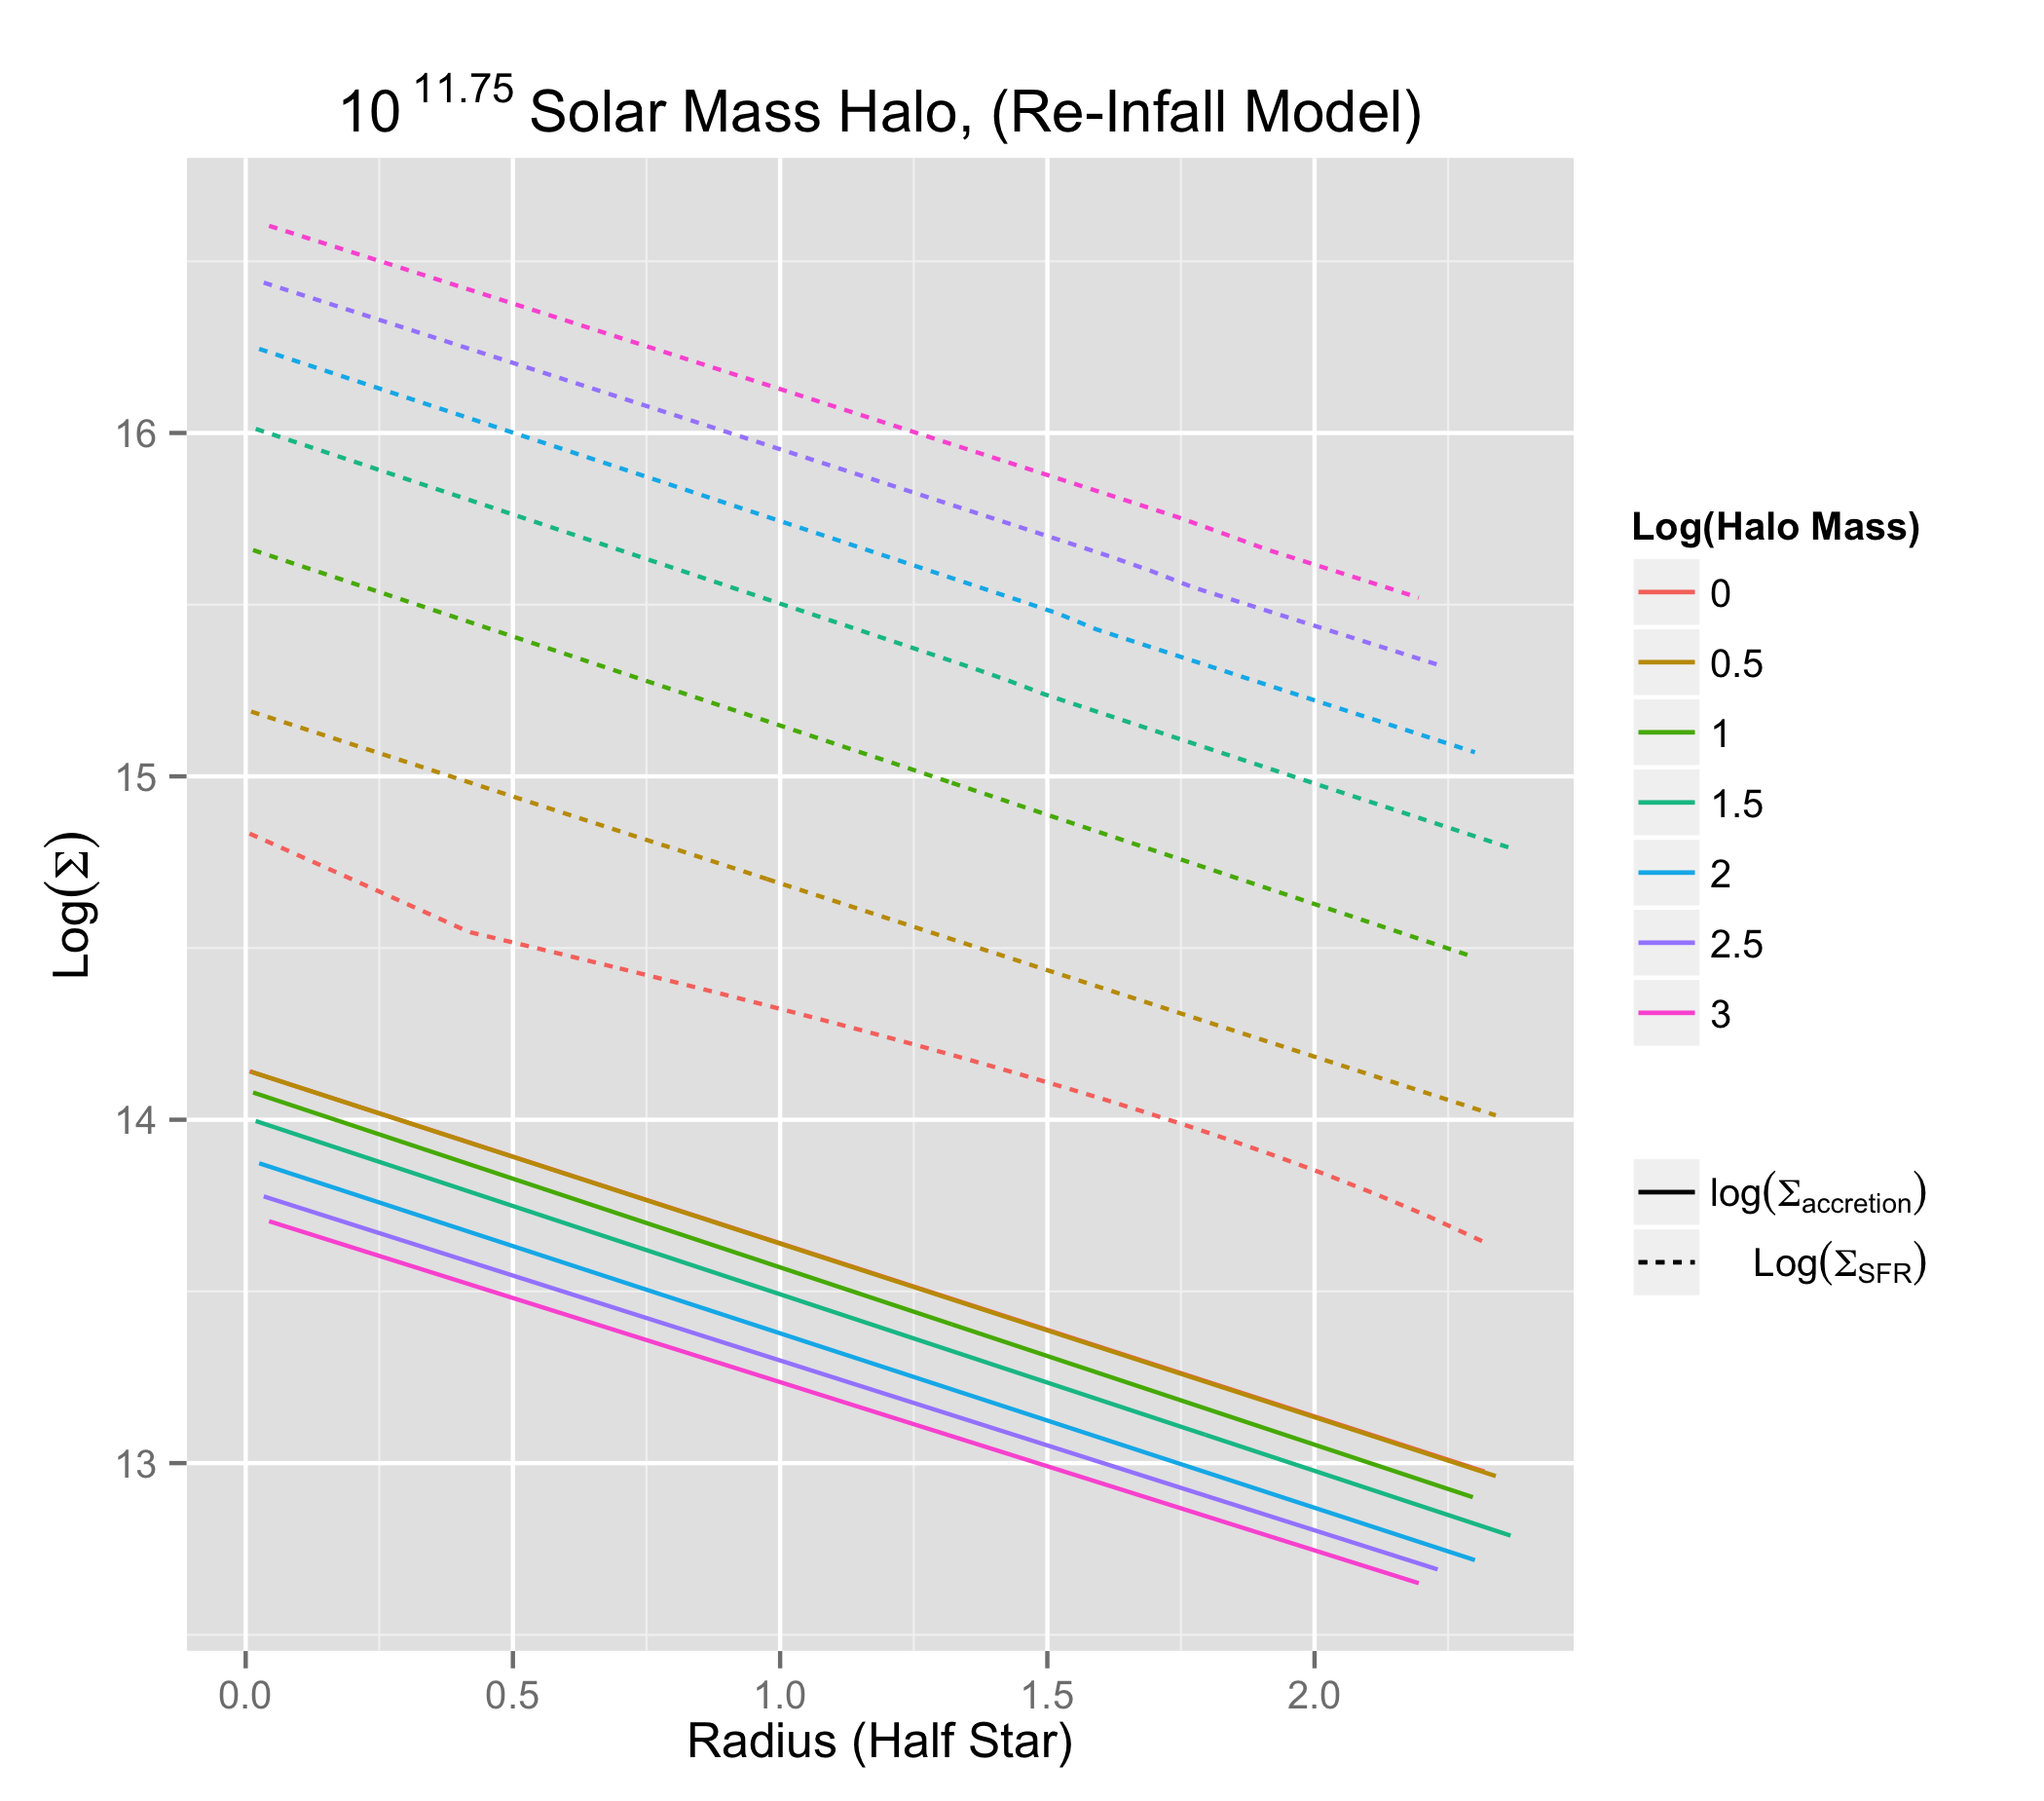 10^11.75 Solar Mass Halo, (Re-Infall Model)
Log(Σ)
16
15
14
13
0.0 0.5 1.0 1.5 2.0
Radius (Half Star)
Log(Halo Mass)
0
0.5
1
1.5
2
2.5
3
log(Σaccretion)
Log(ΣSFR)